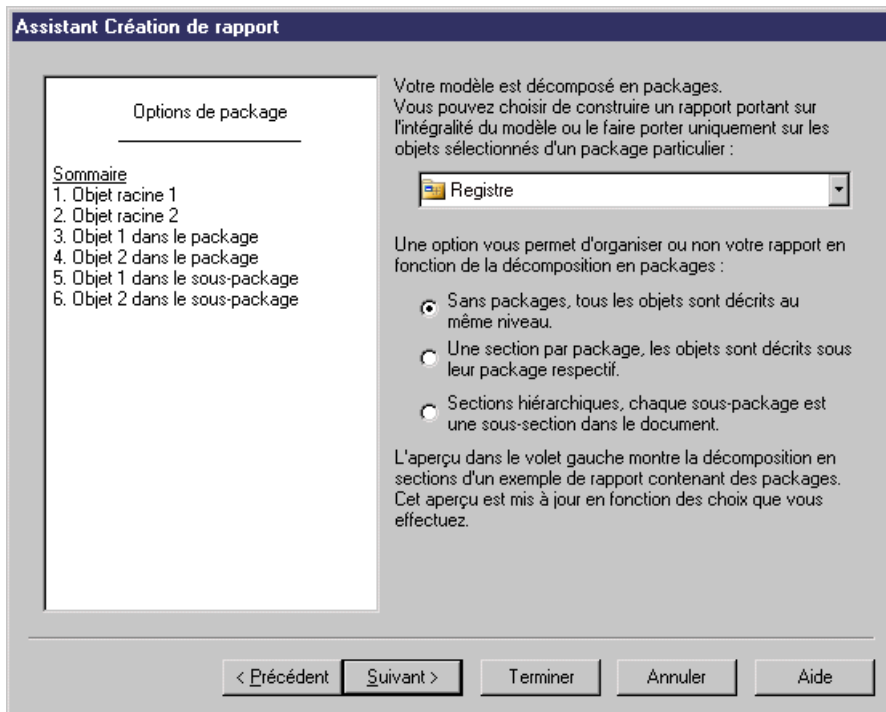 Assistant Création de rapport
Options de package
Sommaire
1. Objet racine 1
2. Objet racine 2
3. Objet 1 dans le package
4. Objet 2 dans le package
5. Objet 1 dans le sous-package
6. Objet 2 dans le sous-package
Votre modèle est décomposé en packages.
Vous pouvez choisir de construire un rapport portant sur
l'intégralité du modèle ou le faire porter uniquement sur les
objets sélectionnés d'un package particulier :
Registre
Une option vous permet d'organiser ou non votre rapport en
fonction de la décomposition en packages :
Sans packages, tous les objets sont décrits au
même niveau.
Une section par package, les objets sont décrits sous
leur package respectif.
Sections hiérarchiques, chaque sous-package est
une sous-section dans le document.
L'aperçu dans le volet gauche montre la décomposition en
sections d'un exemple de rapport contenant des packages.
Cet aperçu est mis à jour en fonction des choix que vous
effectuez.
< Précédent
Suivant >
Terminer
Annuler
Aide